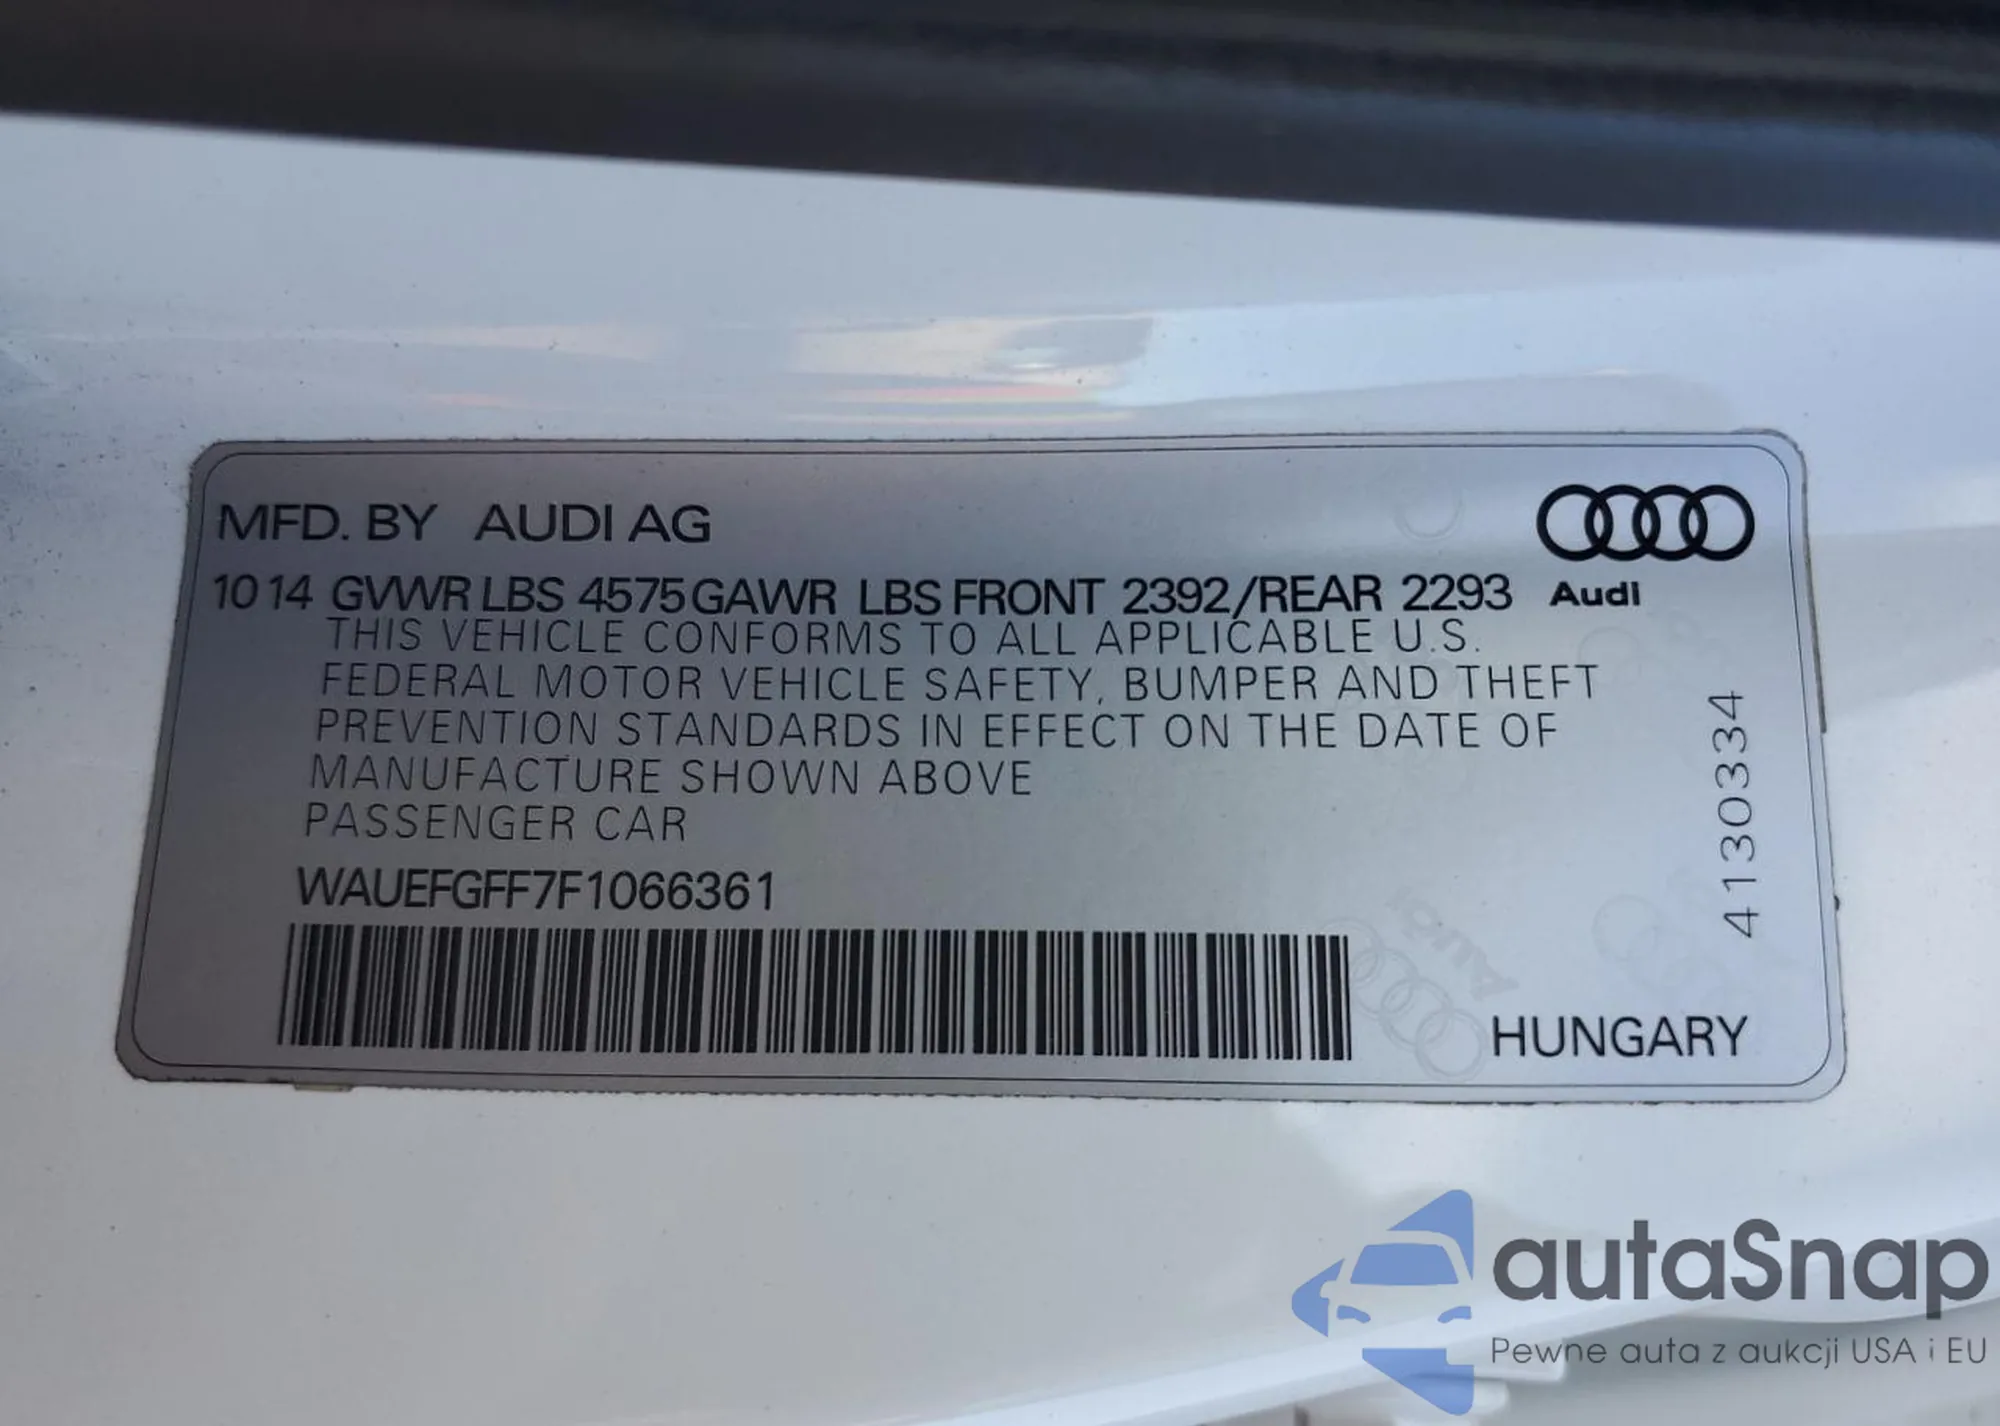 MFD. BY AUDI AG
10 14 GVWR LBS 4575 GAWR LBS FRONT 2392/REAR 2293
Audi
THIS VEHICLE CONFORMS TO ALL APPLICABLE U.S.
FEDERAL MOTOR VEHICLE SAFETY, BUMPER AND THEFT
PREVENTION STANDARDS IN EFFECT ON THE DATE OF
MANUFACTURE SHOWN ABOVE
PASSENGER CAR
WAUEFGFF7F1066361
4130334
Audi
HUNGARY
autaSnap
Pewne auta z aukcji USA i EU